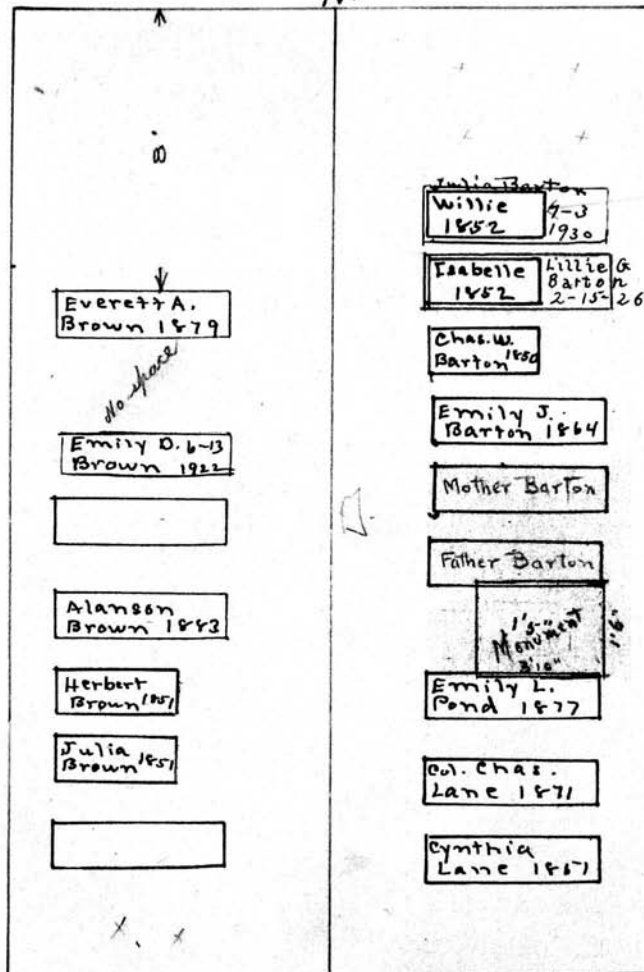 N
8'
Everett A.
Brown 1879
No space
Emily D. 6-13
Brown 1922
Alanson
Brown 1883
Herbert
Brown 1851
Julia
Brown 1851
Julia Barton
Willie
1852
9-3
1930
Isabelle
1852
Lillie G
Barton
2-15-26
Chas. W.
Barton 1850
Emily J.
Barton 1864
Mother Barton
Father Barton
1'5"
Monument
3'10"
1'6"
Emily L.
Pond 1877
Col. Chas.
Lane 1871
Cynthia
Lane